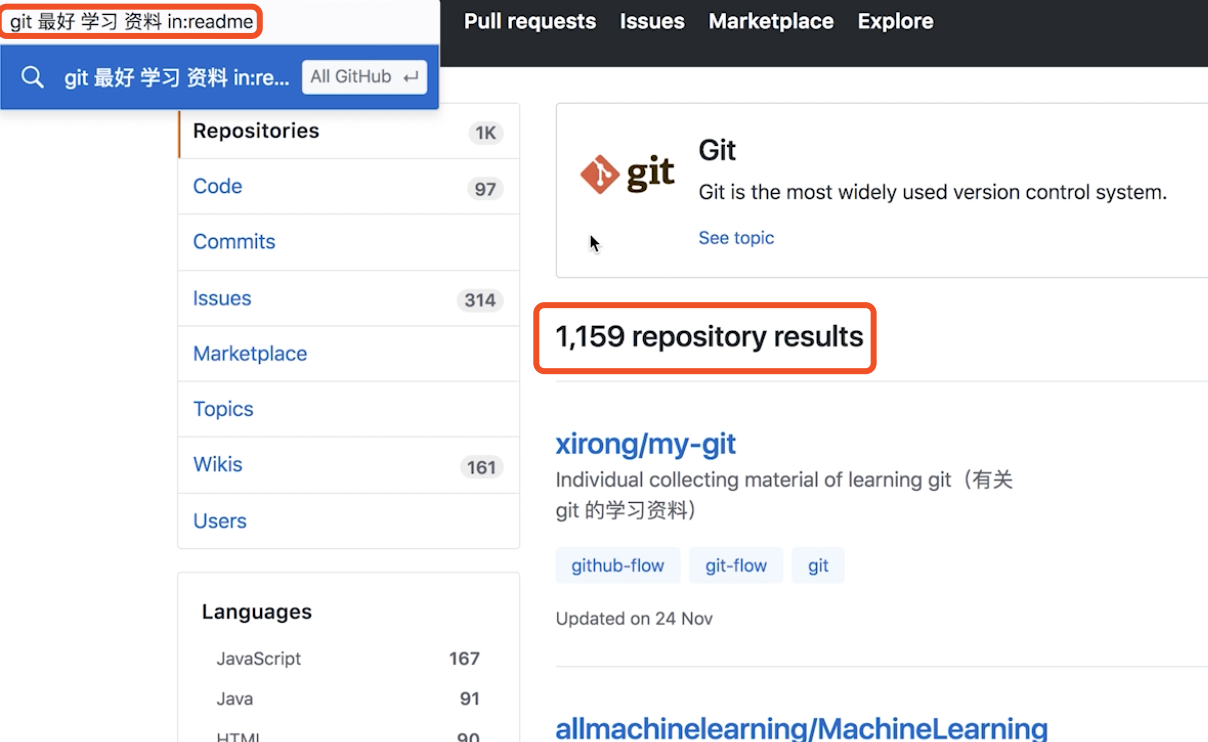 git 最好 学习 资料 in:readme
Pull requests Issues Marketplace Explore
git 最好 学习 资料 in:re... All GitHub
Repositories 1K
Code 97
Commits
Issues 314
Marketplace
Topics
Wikis 161
Users
Languages
JavaScript 167
Java 91
HTML 90
git
Git
Git is the most widely used version control system.
See topic
1,159 repository results
xirong/my-git
Individual collecting material of learning git（有关
git 的学习资料）
github-flow git-flow git
Updated on 24 Nov
allmachinelearning/MachineLearning